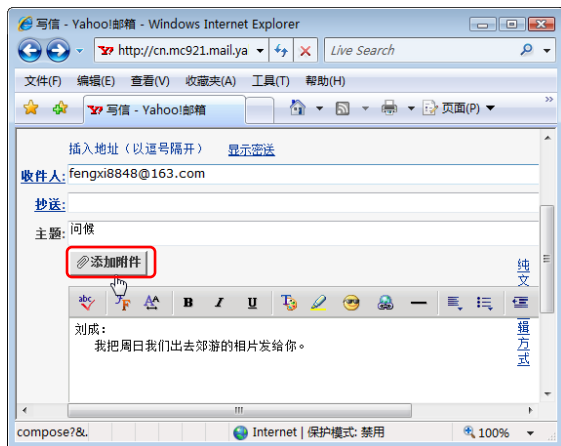 写信 - Yahoo!邮箱 - Windows Internet Explorer
http://cn.mc921.mail.ya Live Search
文件(F) 编辑(E) 查看(V) 收藏夹(A) 工具(T) 帮助(H)
写信 - Yahoo!邮箱 页面(P) »
插入地址（以逗号隔开） 显示密送
收件人: fengxi8848@163.com
抄送:
主题: 问候
添加附件
纯文
abc B I U
辑方式
刘成：
我把周日我们出去郊游的相片发给你。
compose?&. Internet | 保护模式: 禁用 100%